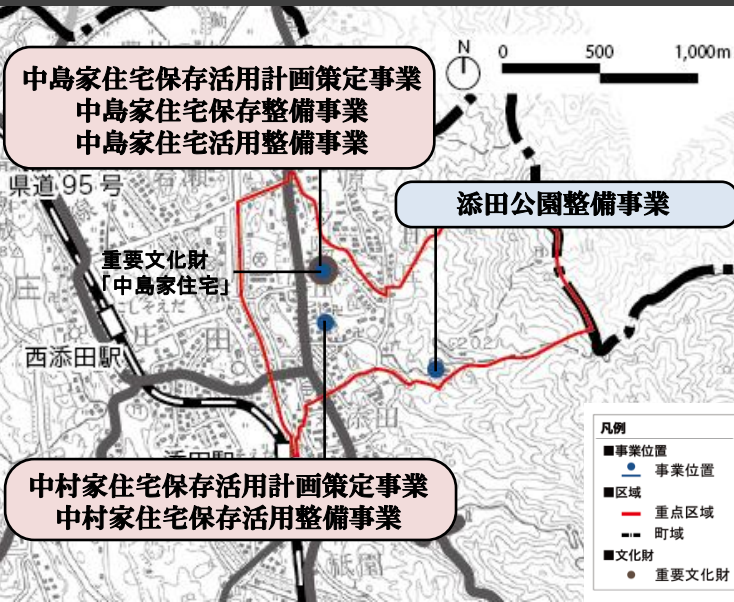 中島家住宅保存活用計画策定事業
中島家住宅保存整備事業
中島家住宅活用整備事業
N
0 500 1,000m
県道95号
添田公園整備事業
重要文化財
「中島家住宅」
西添田駅
添田駅
中村家住宅保存活用計画策定事業
中村家住宅保存活用整備事業
凡例
■事業位置
事業位置
■区域
重点区域
町域
■文化財
重要文化財